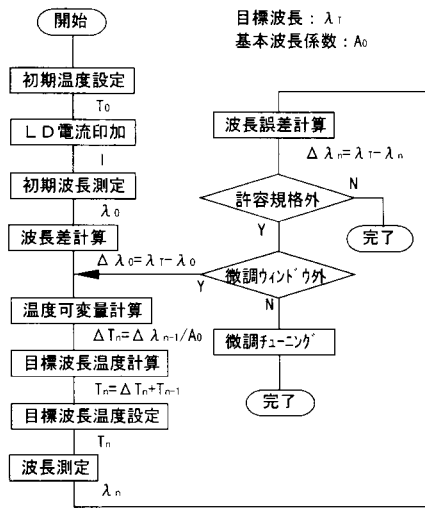 開始
目標波長：λT
基本波長係数：A0
初期温度設定
T0
LD電流印加
I
初期波長測定
λ0
波長差計算
Δλ0=λT-λ0
温度可変量計算
ΔTn=Δλn-1/A0
目標波長温度計算
Tn=ΔTn+Tn-1
目標波長温度設定
Tn
波長測定
λn
波長誤差計算
Δλn=λT-λn
許容規格外
N
Y
完了
微調ウィンドウ外
Y
N
微調チューニング
完了